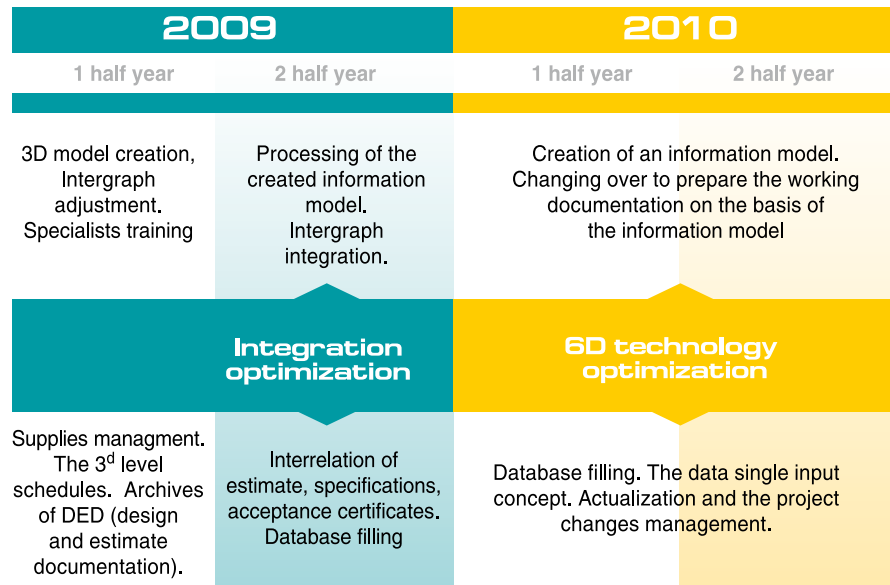 2009
2010
1 half year
2 half year
1 half year
2 half year
3D model creation,
Intergraph
adjustment.
Specialists training
Processing of the
created information
model.
Intergraph
integration.
Creation of an information model.
Changing over to prepare the working
documentation on the basis of
the information model
Integration
optimization
6D technology
optimization
Supplies managment.
The 3ᵈ level
schedules. Archives
of DED (design
and estimate
documentation).
Interrelation of
estimate, specifications,
acceptance certificates.
Database filling
Database filling. The data single input
concept. Actualization and the project
changes management.